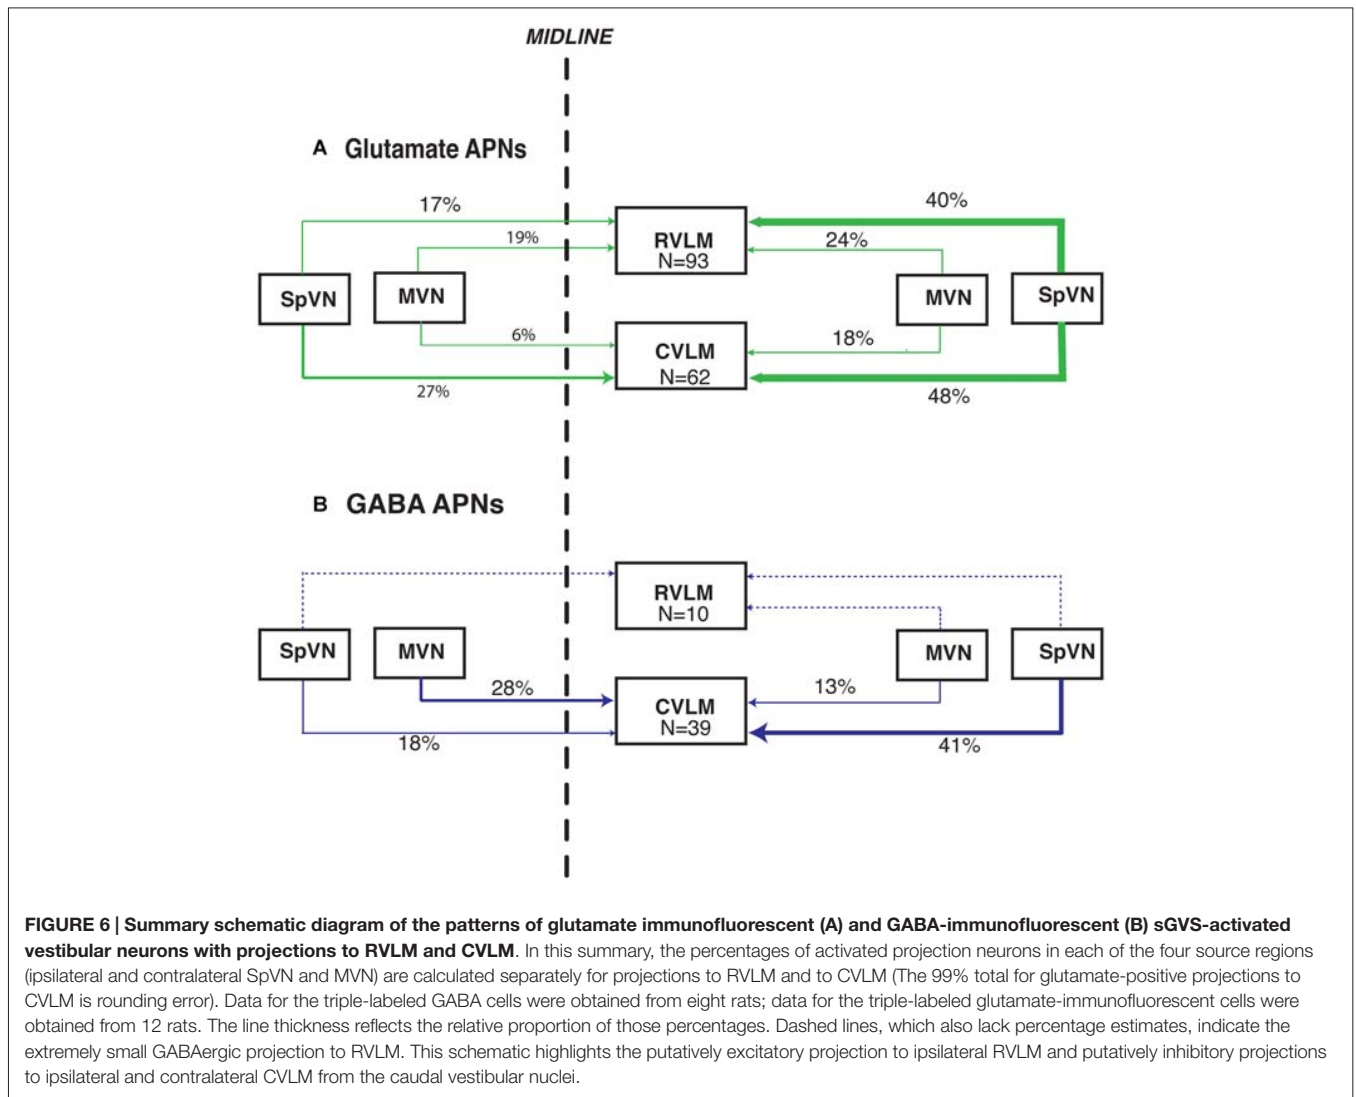 MIDLINE
A Glutamate APNs
17%
40%
19%
24%
RVLM
N=93
SpVN
MVN
MVN
SpVN
6%
18%
CVLM
N=62
27%
48%
B GABA APNs
RVLM
N=10
SpVN
MVN
MVN
SpVN
28%
13%
CVLM
N=39
18%
41%
FIGURE 6 | Summary schematic diagram of the patterns of glutamate immunofluorescent (A) and GABA-immunofluorescent (B) sGVS-activated
vestibular neurons with projections to RVLM and CVLM. In this summary, the percentages of activated projection neurons in each of the four source regions
(ipsilateral and contralateral SpVN and MVN) are calculated separately for projections to RVLM and to CVLM (The 99% total for glutamate-positive projections to
CVLM is rounding error). Data for the triple-labeled GABA cells were obtained from eight rats; data for the triple-labeled glutamate-immunofluorescent cells were
obtained from 12 rats. The line thickness reflects the relative proportion of those percentages. Dashed lines, which also lack percentage estimates, indicate the
extremely small GABAergic projection to RVLM. This schematic highlights the putatively excitatory projection to ipsilateral RVLM and putatively inhibitory projections
to ipsilateral and contralateral CVLM from the caudal vestibular nuclei.